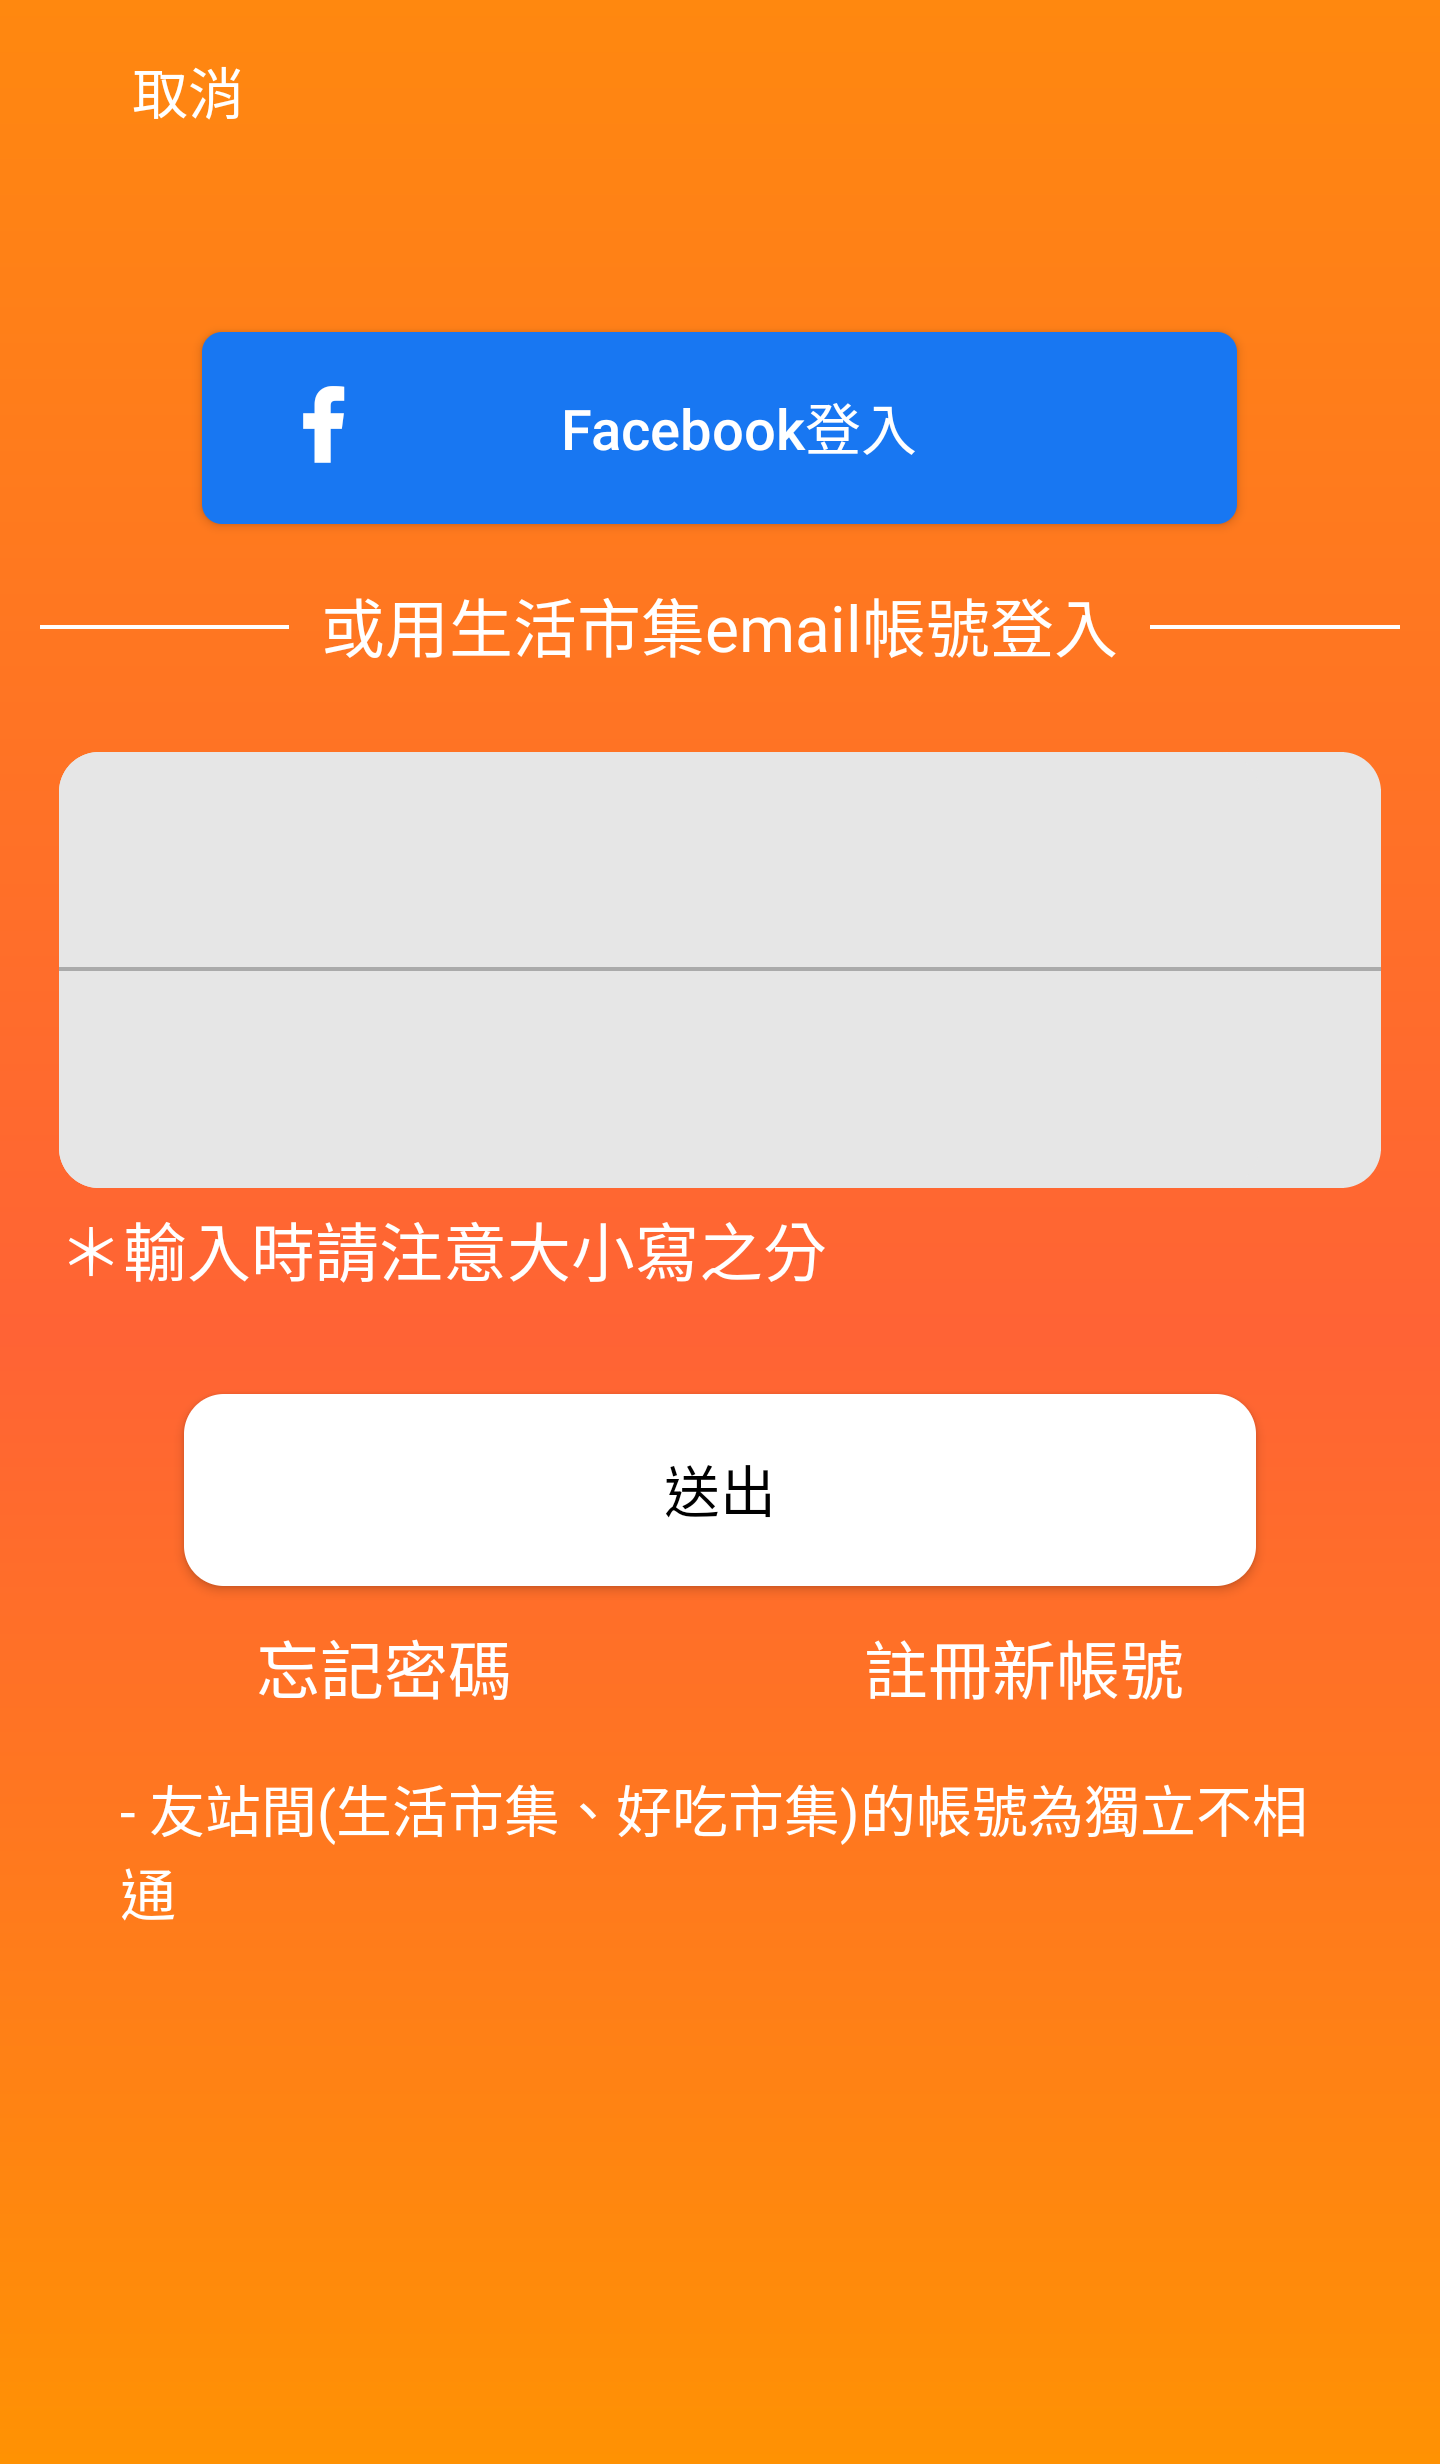 取消
Facebook登入
或用生活市集email帳號登入
＊輸入時請注意大小寫之分
送出
忘記密碼
註冊新帳號
- 友站間(生活市集、好吃市集)的帳號為獨立不相
通